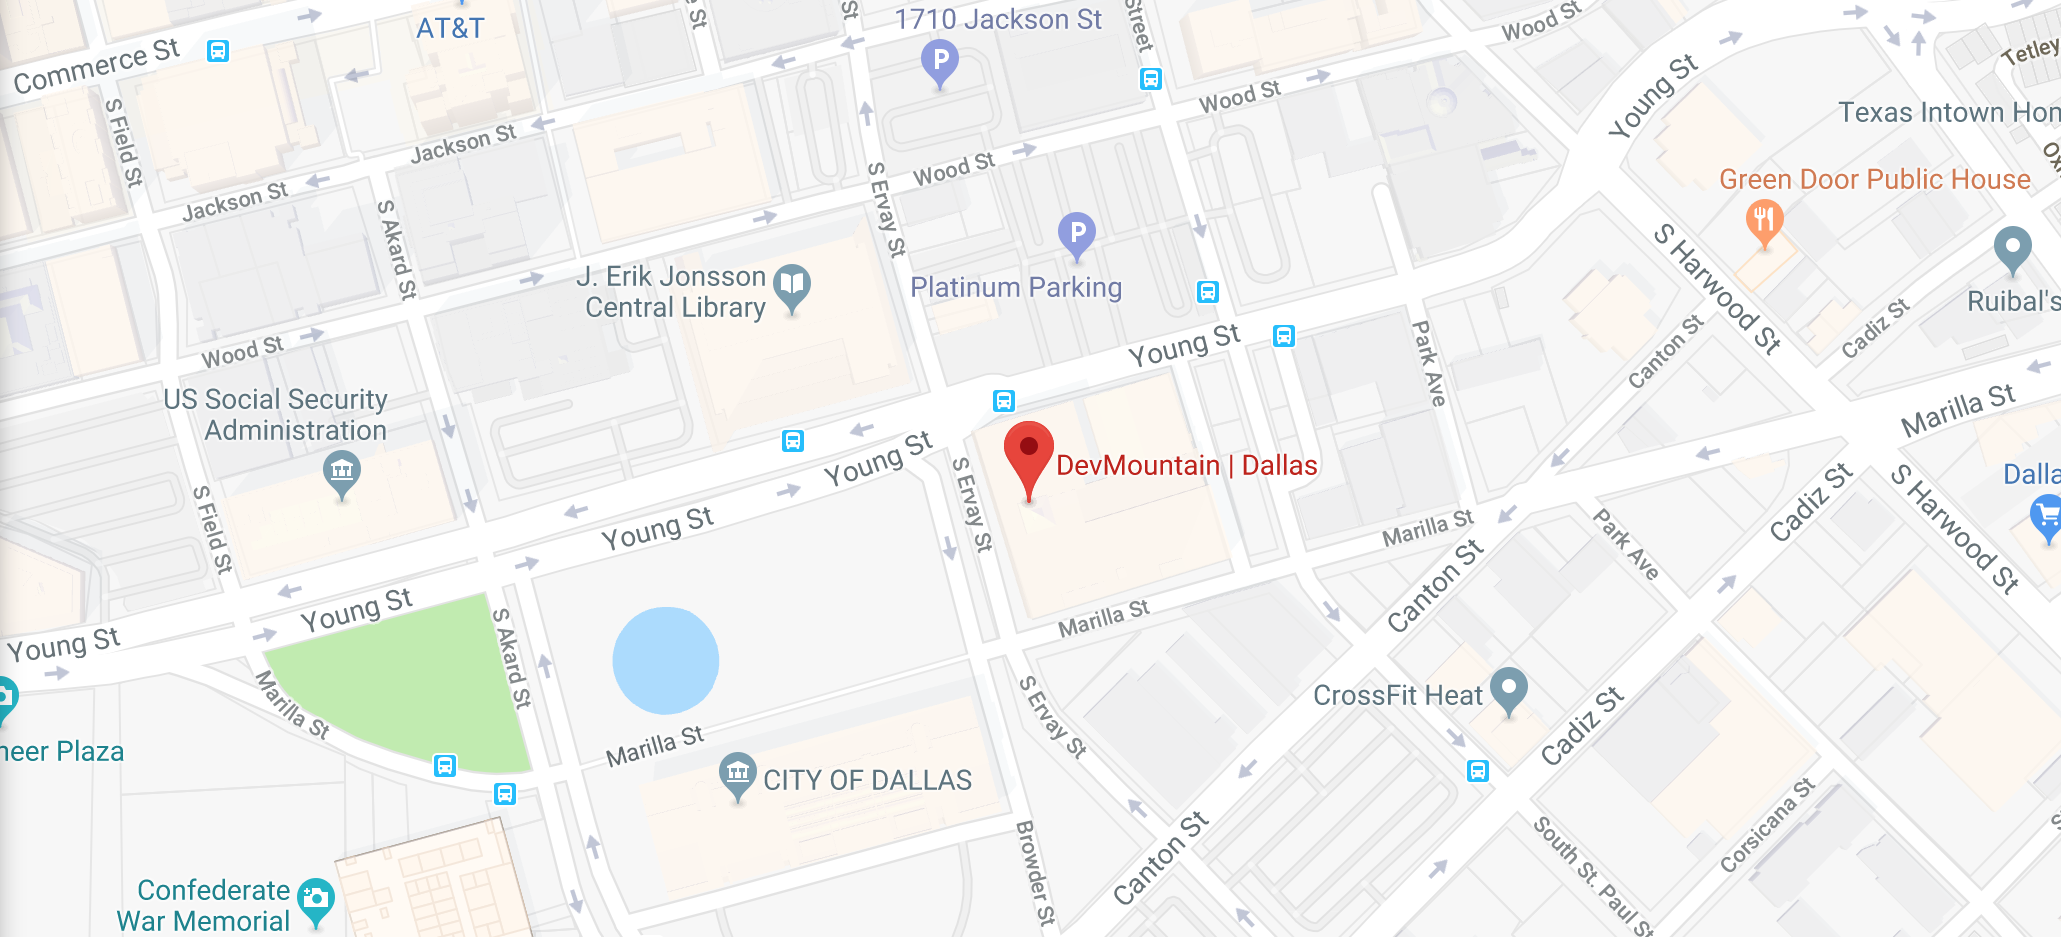 AT&T
1710 Jackson St
Wood St
Commerce St
P
Young St
Tetley
S Field St
Jackson St
Wood St
Texas Intown Hom
Jackson St
S Akard St
S Ervay St
Wood St
Green Door Public House
P
J. Erik Jonsson
Central Library
Platinum Parking
S Harwood St
Ruibal's
Wood St
Young St
Park Ave
Canton St
Cadiz St
US Social Security
Administration
Marilla St
Young St
DevMountain | Dallas
S Ervay St
S Field St
Young St
Marilla St
Canton St
Park Ave
Cadiz St
S Harwood St
Dalla
Young St
Young St
S Akard St
Marilla St
Marilla St
S Ervay St
CrossFit Heat
Cadiz St
neer Plaza
Marilla St
CITY OF DALLAS
Canton St
Browder St
South St. Paul St
Corsicana St
Confederate
War Memorial